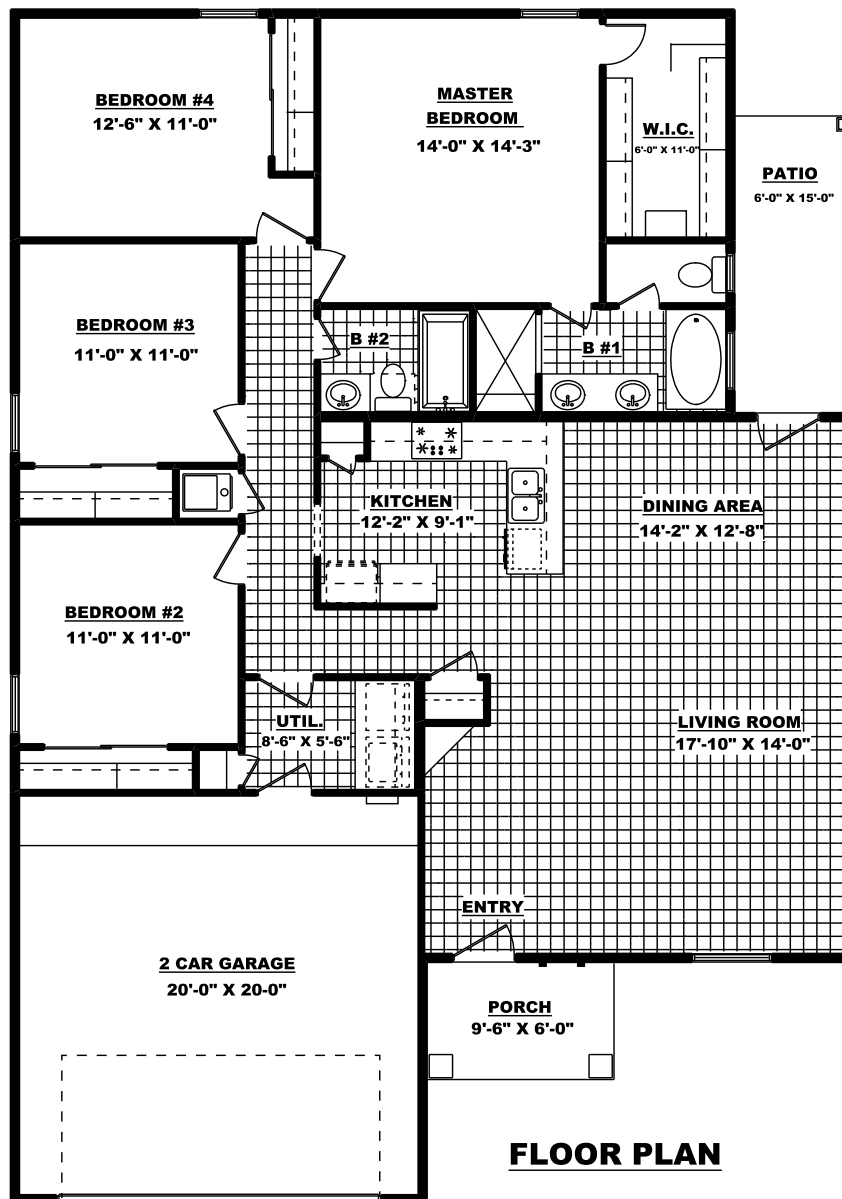 BEDROOM #4
12'-6" X 11'-0"
MASTER
BEDROOM
14'-0" X 14'-3"
W.I.C.
6'-0" X 11'-0"
PATIO
6'-0" X 15'-0"
BEDROOM #3
11'-0" X 11'-0"
B #2
B #1
KITCHEN
12'-2" X 9'-1"
DINING AREA
14'-2" X 12'-8"
BEDROOM #2
11'-0" X 11'-0"
UTIL.
8'-6" X 5'-6"
LIVING ROOM
17'-10" X 14'-0"
ENTRY
2 CAR GARAGE
20'-0" X 20-0"
PORCH
9'-6" X 6'-0"
FLOOR PLAN